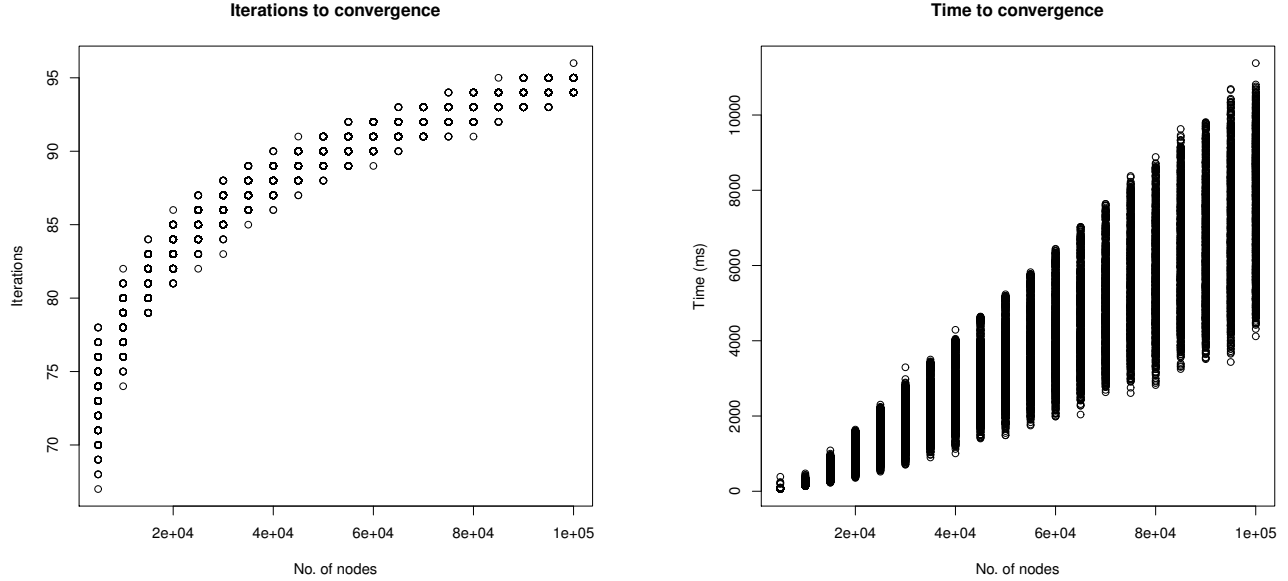 Iterations to convergence
Iterations
95
90
85
80
75
70
2e+04 4e+04 6e+04 8e+04 1e+05
No. of nodes
Time to convergence
Time (ms)
10000
8000
6000
4000
2000
0
2e+04 4e+04 6e+04 8e+04 1e+05
No. of nodes